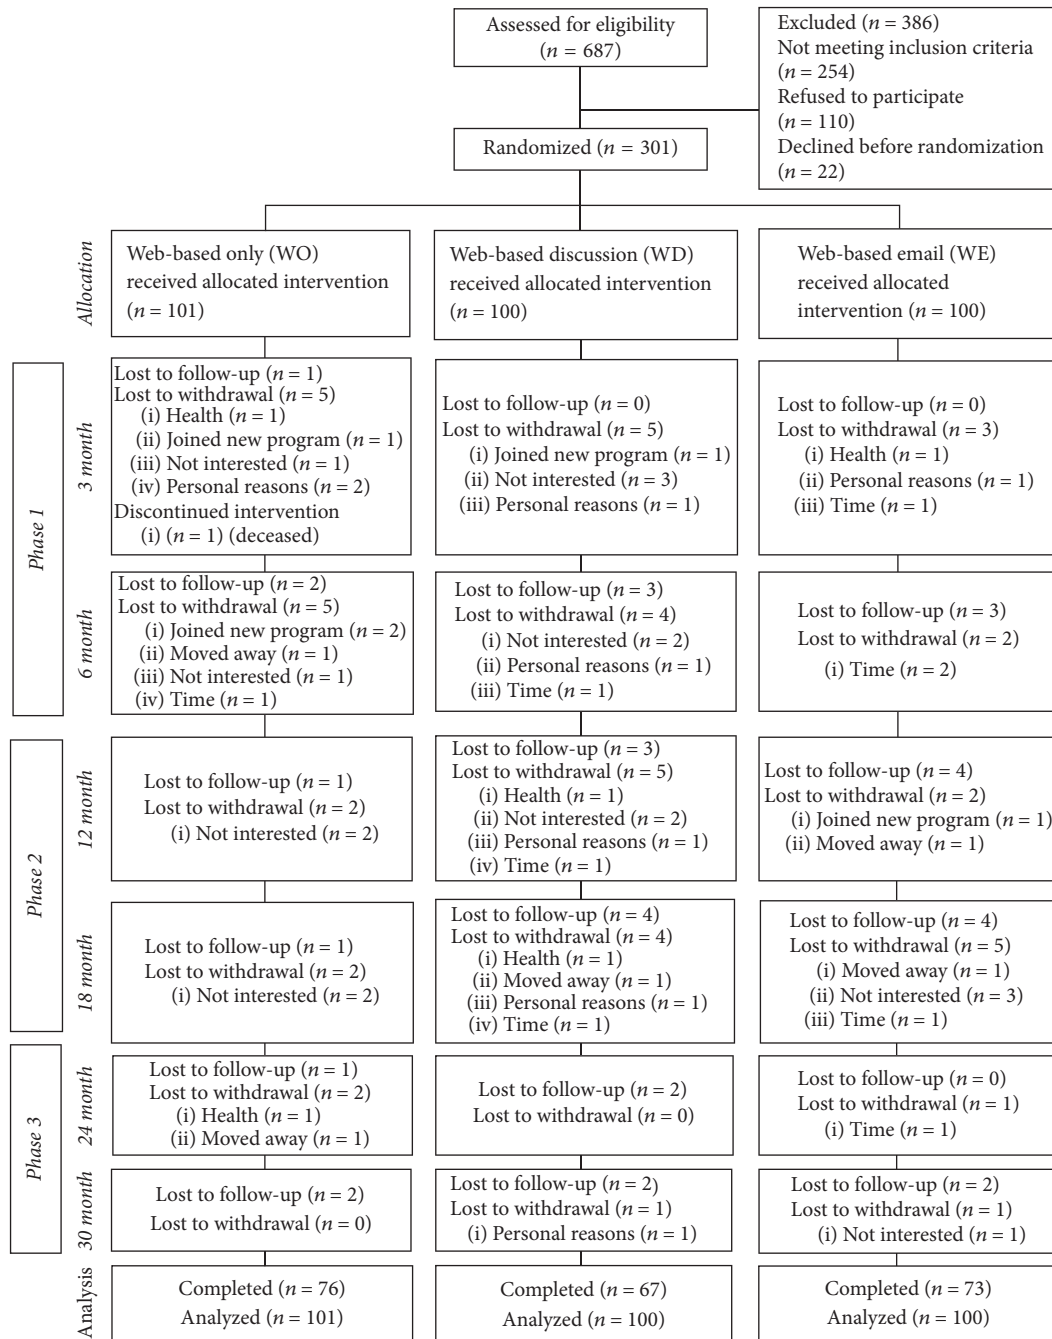 Assessed for eligibility
(n = 687)
Excluded (n = 386)
Not meeting inclusion criteria
(n = 254)
Refused to participate
(n = 110)
Declined before randomization
(n = 22)
Randomized (n = 301)
Allocation
Web-based only (WO)
received allocated intervention
(n = 101)
Web-based discussion (WD)
received allocated intervention
(n = 100)
Web-based email (WE)
received allocated
intervention (n = 100)
Phase 1
3 month
Lost to follow-up (n = 1)
Lost to withdrawal (n = 5)
(i) Health (n = 1)
(ii) Joined new program (n = 1)
(iii) Not interested (n = 1)
(iv) Personal reasons (n = 2)
Discontinued intervention
(i) (n = 1) (deceased)
Lost to follow-up (n = 0)
Lost to withdrawal (n = 5)
(i) Joined new program (n = 1)
(ii) Not interested (n = 3)
(iii) Personal reasons (n = 1)
Lost to follow-up (n = 0)
Lost to withdrawal (n = 3)
(i) Health (n = 1)
(ii) Personal reasons (n = 1)
(iii) Time (n = 1)
6 month
Lost to follow-up (n = 2)
Lost to withdrawal (n = 5)
(i) Joined new program (n = 2)
(ii) Moved away (n = 1)
(iii) Not interested (n = 1)
(iv) Time (n = 1)
Lost to follow-up (n = 3)
Lost to withdrawal (n = 4)
(i) Not interested (n = 2)
(ii) Personal reasons (n = 1)
(iii) Time (n = 1)
Lost to follow-up (n = 3)
Lost to withdrawal (n = 2)
(i) Time (n = 2)
Phase 2
12 month
Lost to follow-up (n = 1)
Lost to withdrawal (n = 2)
(i) Not interested (n = 2)
Lost to follow-up (n = 3)
Lost to withdrawal (n = 5)
(i) Health (n = 1)
(ii) Not interested (n = 2)
(iii) Personal reasons (n = 1)
(iv) Time (n = 1)
Lost to follow-up (n = 4)
Lost to withdrawal (n = 2)
(i) Joined new program (n = 1)
(ii) Moved away (n = 1)
18 month
Lost to follow-up (n = 1)
Lost to withdrawal (n = 2)
(i) Not interested (n = 2)
Lost to follow-up (n = 4)
Lost to withdrawal (n = 4)
(i) Health (n = 1)
(ii) Moved away (n = 1)
(iii) Personal reasons (n = 1)
(iv) Time (n = 1)
Lost to follow-up (n = 4)
Lost to withdrawal (n = 5)
(i) Moved away (n = 1)
(ii) Not interested (n = 3)
(iii) Time (n = 1)
Phase 3
24 month
Lost to follow-up (n = 1)
Lost to withdrawal (n = 2)
(i) Health (n = 1)
(ii) Moved away (n = 1)
Lost to follow-up (n = 2)
Lost to withdrawal (n = 0)
Lost to follow-up (n = 0)
Lost to withdrawal (n = 1)
(i) Time (n = 1)
30 month
Lost to follow-up (n = 2)
Lost to withdrawal (n = 0)
Lost to follow-up (n = 2)
Lost to withdrawal (n = 1)
(i) Personal reasons (n = 1)
Lost to follow-up (n = 2)
Lost to withdrawal (n = 1)
(i) Not interested (n = 1)
Analysis
Completed (n = 76)
Analyzed (n = 101)
Completed (n = 67)
Analyzed (n = 100)
Completed (n = 73)
Analyzed (n = 100)